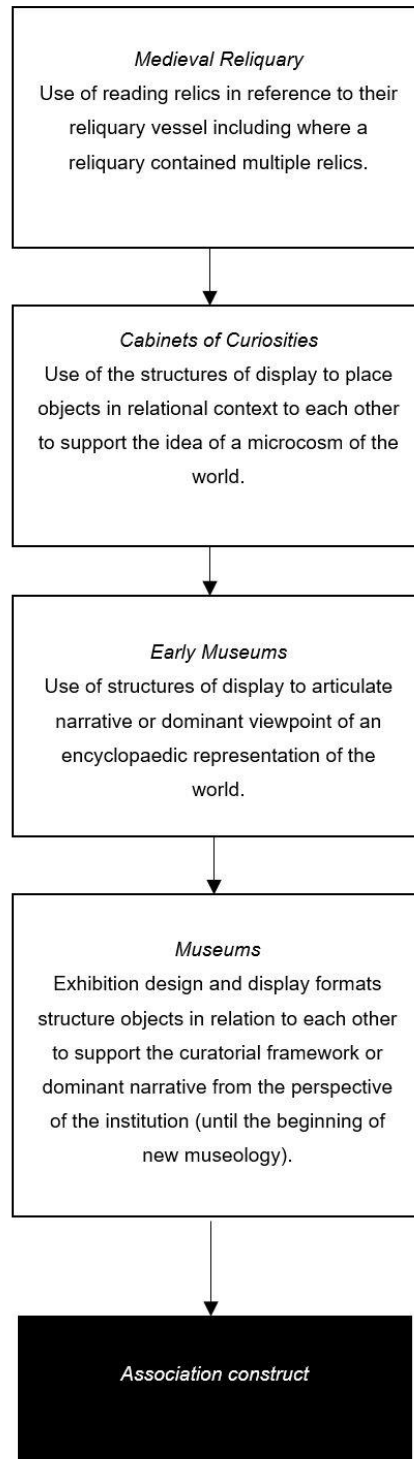 Medieval Reliquary
Use of reading relics in reference to their
reliquary vessel including where a
reliquary contained multiple relics.
Cabinets of Curiosities
Use of the structures of display to place
objects in relational context to each other
to support the idea of a microcosm of the
world.
Early Museums
Use of structures of display to articulate
narrative or dominant viewpoint of an
encyclopaedic representation of the
world.
Museums
Exhibition design and display formats
structure objects in relation to each other
to support the curatorial framework or
dominant narrative from the perspective
of the institution (until the beginning of
new museology).
Association construct